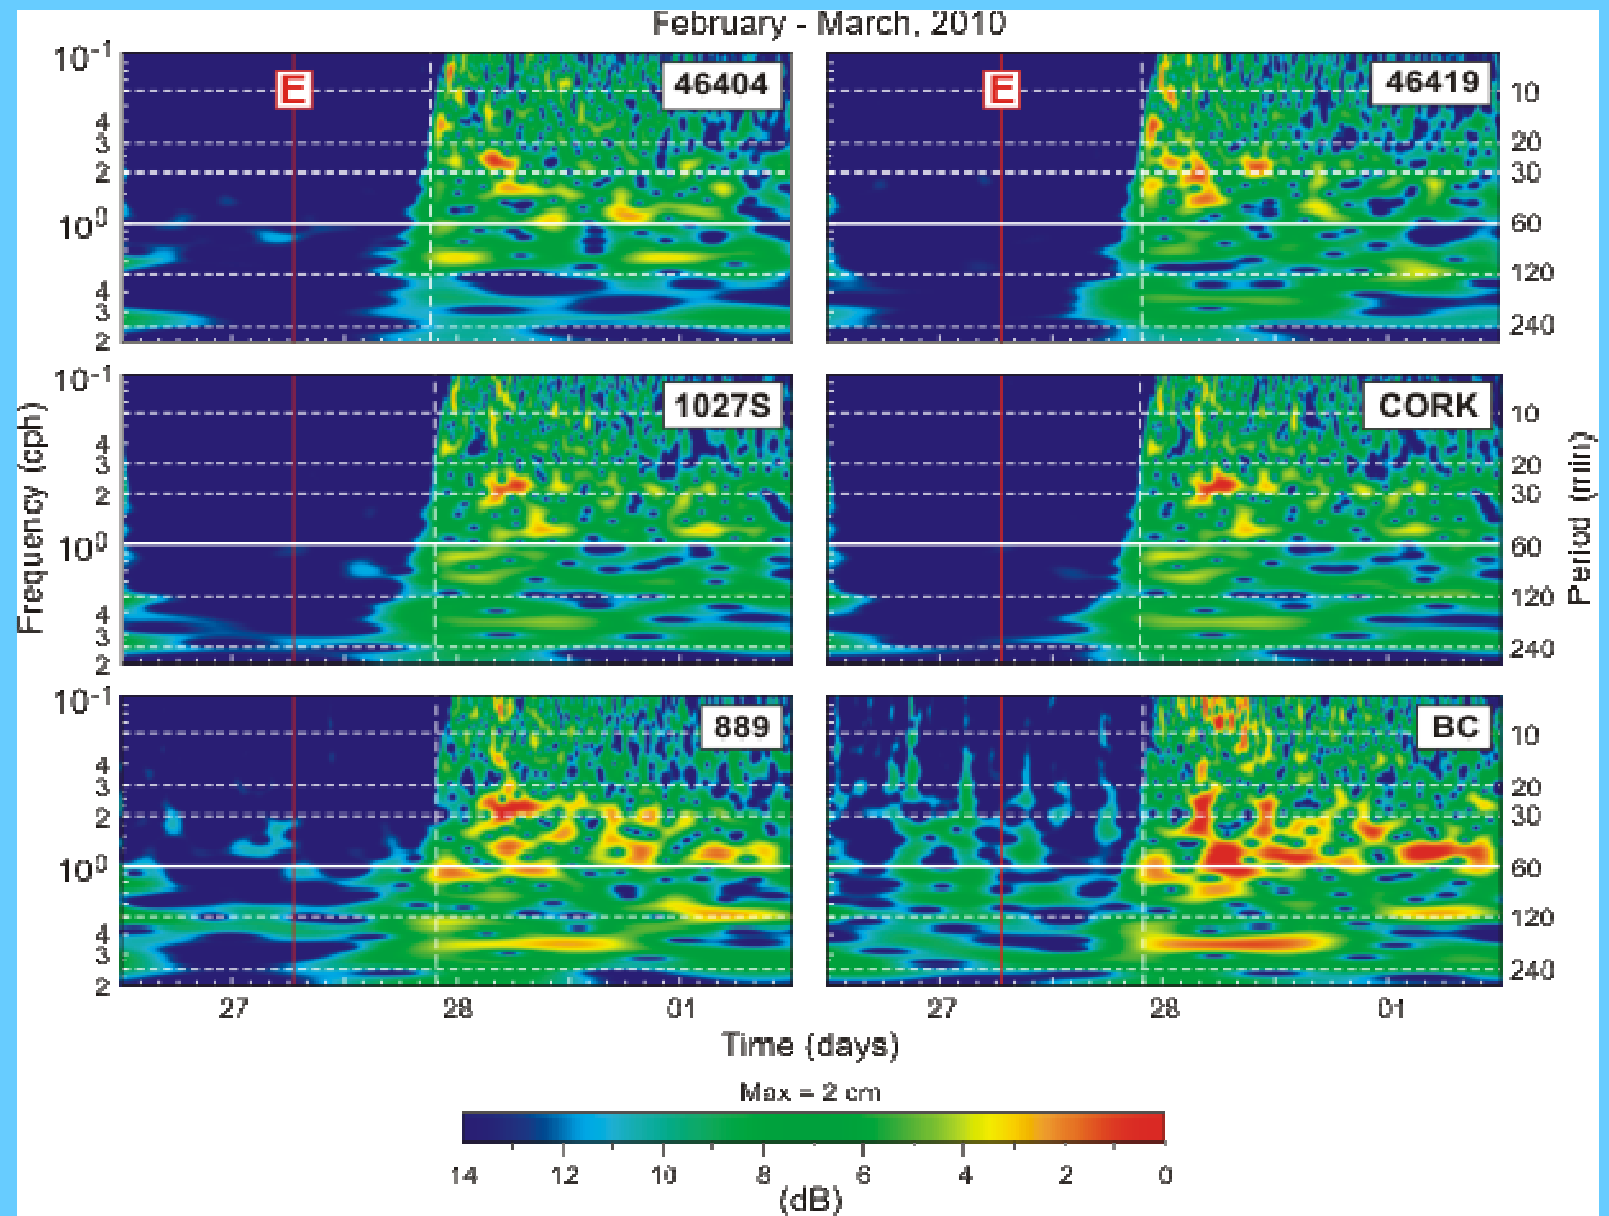 February - March, 2010
10-1 4 3 2 100 4 3 2
E 46404
E 46419
10 20 30 60 120 240
10-1 4 3 2 100 4 3 2
1027S
CORK
10 20 30 60 120 240
Frequency (cph)
Period (min)
10-1 4 3 2 100 4 3 2
889
BC
10 20 30 60 120 240
27 28 01 27 28 01
Time (days)
Max = 2 cm
14 12 10 8 6 4 2 0
(dB)